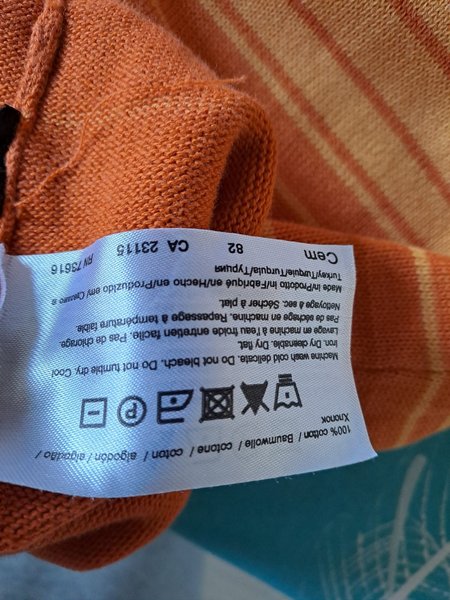 100% cotton / Baumwolle / cotone / coton / algodón / algodão /
Хлопок
Machine wash cold delicate. Do not bleach. Do not tumble dry. Cool
iron. Dry cleanable. Dry flat.
Lavage en machine à l'eau froide entretien facile. Pas de chlorage.
Pas de séchage en machine. Repassage à température faible.
Nettoyage à sec. Sécher à plat.
Made in/Prodotto in/Fabriqué en/Hecho en/Produzido em/ Сделано в
Turkey/Turquie/Turquía/Турция
Cem 82 CA 23115 RN 73616